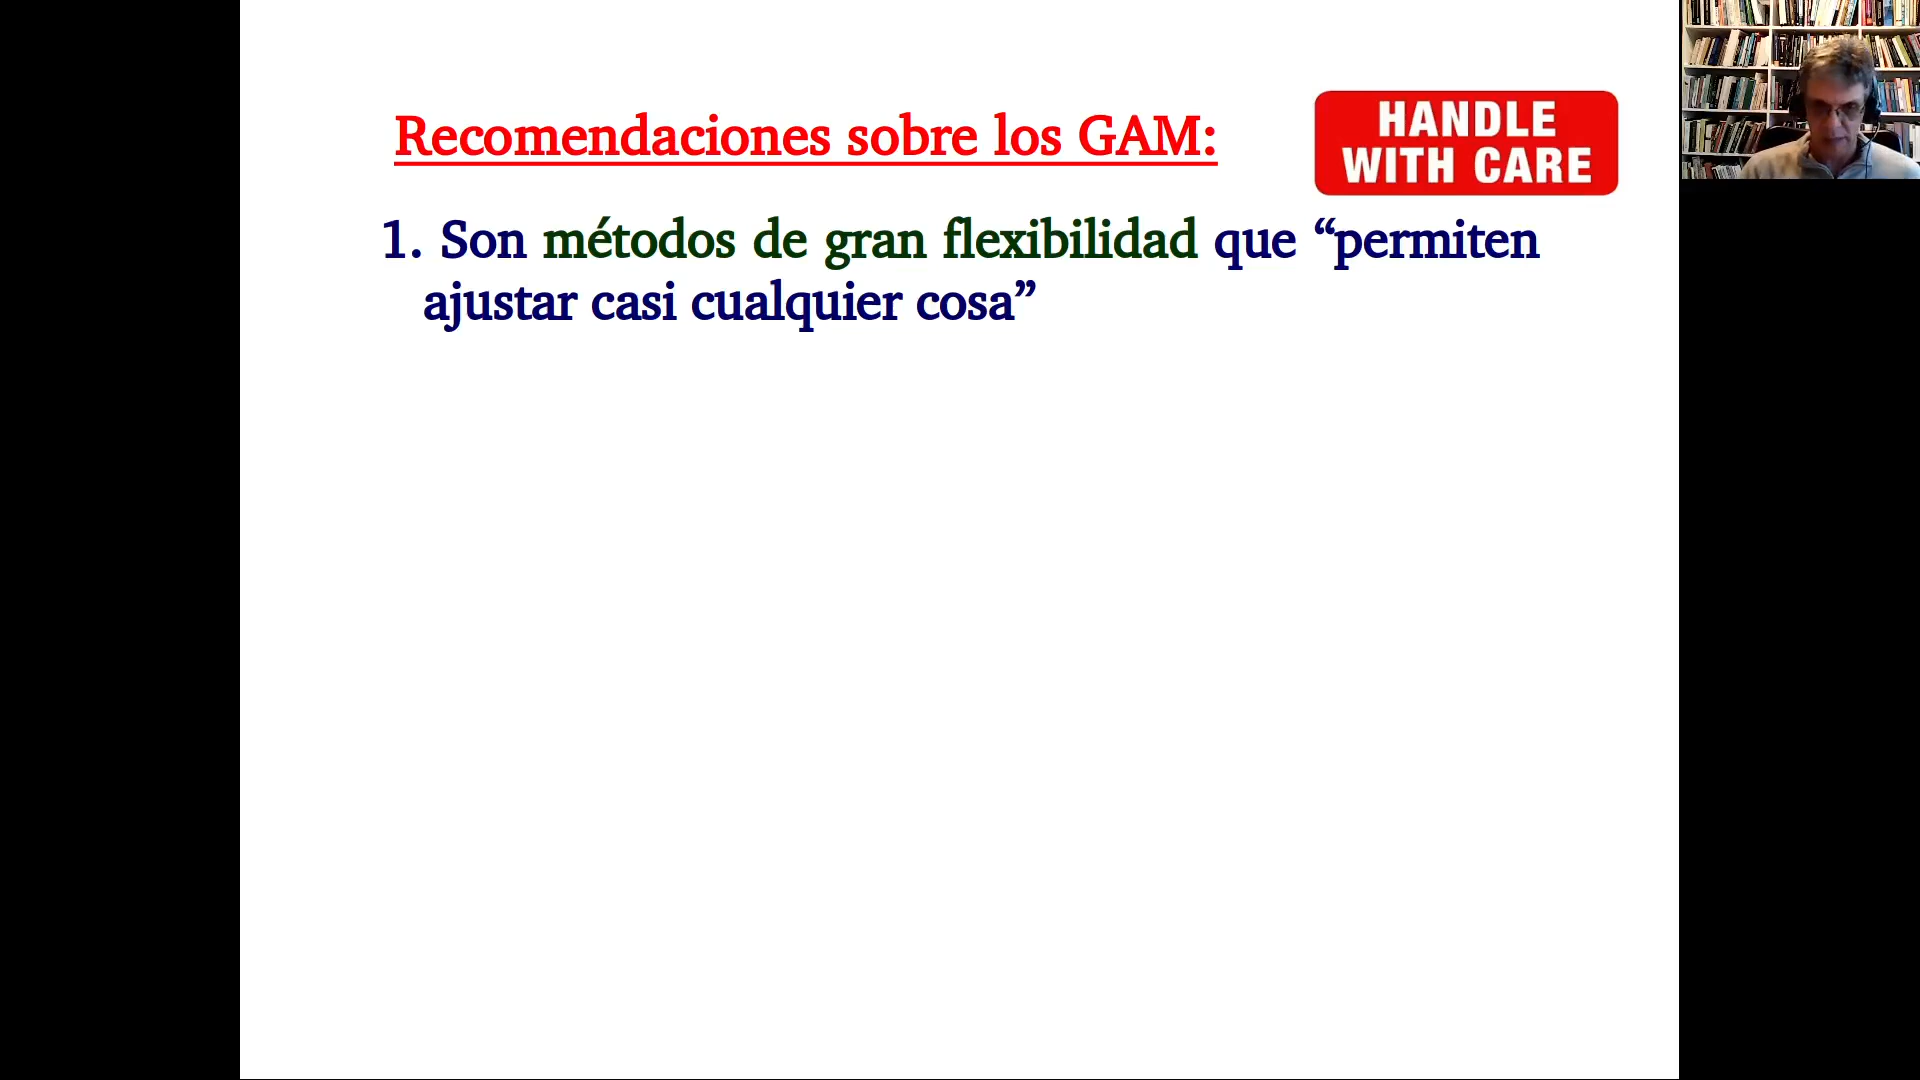 Recomendaciones sobre los GAM:
HANDLE
WITH CARE
1. Son métodos de gran flexibilidad que “permiten
ajustar casi cualquier cosa”